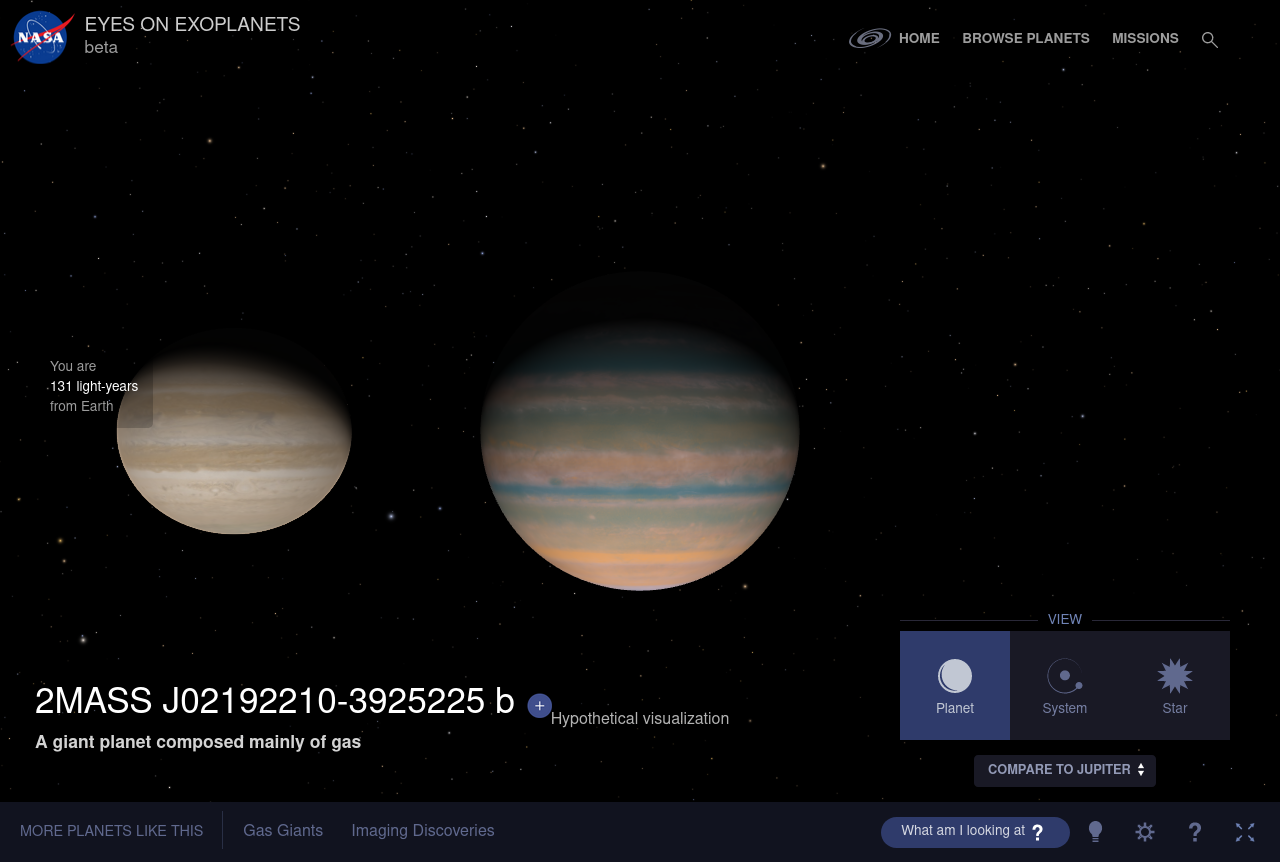 NASA
EYES ON EXOPLANETS
beta
HOME
BROWSE PLANETS
MISSIONS
You are
131 light-years
from Earth
2MASS J02192210-3925225 b
+
Hypothetical visualization
A giant planet composed mainly of gas
VIEW
Planet
System
Star
COMPARE TO JUPITER
MORE PLANETS LIKE THIS
Gas Giants
Imaging Discoveries
What am I looking at ?
?